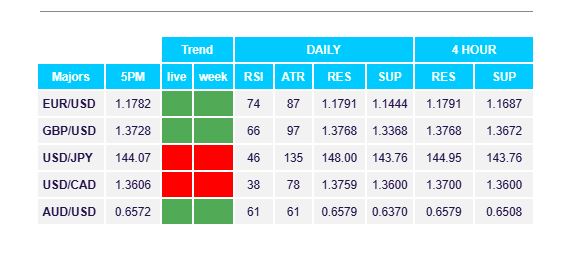 Trend DAILY 4 HOUR
Majors 5PM live week RSI ATR RES SUP RES SUP
EUR/USD 1.1782 74 87 1.1791 1.1444 1.1791 1.1687
GBP/USD 1.3728 66 97 1.3768 1.3368 1.3768 1.3672
USD/JPY 144.07 46 135 148.00 143.76 144.95 143.76
USD/CAD 1.3606 38 78 1.3759 1.3600 1.3700 1.3600
AUD/USD 0.6572 61 61 0.6579 0.6370 0.6579 0.6508